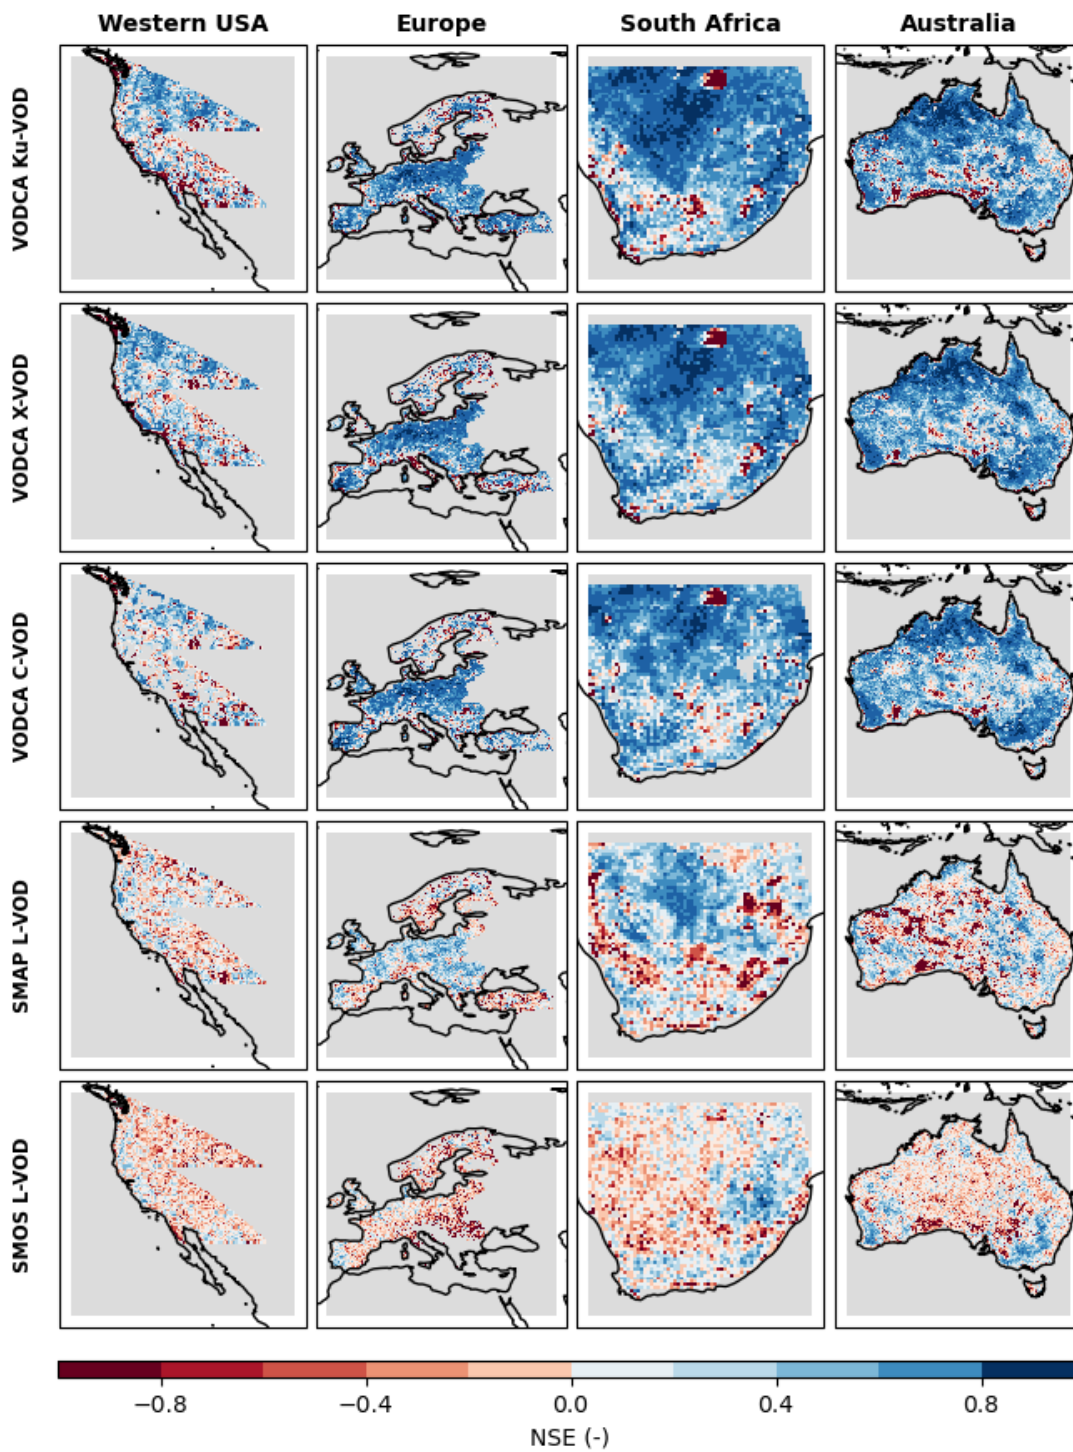 Western USA Europe South Africa Australia
VODCA Ku-VOD
VODCA X-VOD
VODCA C-VOD
SMAP L-VOD
SMOS L-VOD
−0.8 −0.4 0.0 0.4 0.8
NSE (-)